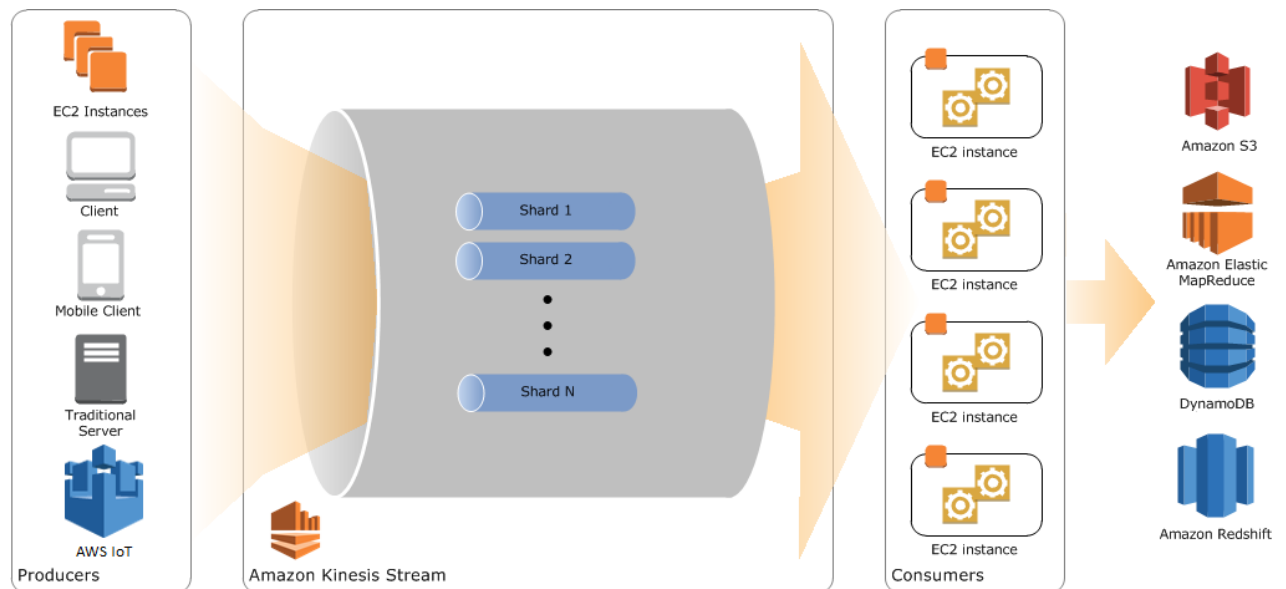 EC2 Instances
Client
Mobile Client
Traditional
Server
AWS IoT
Producers
Shard 1
Shard 2
Shard N
Amazon Kinesis Stream
EC2 instance
EC2 instance
EC2 instance
EC2 instance
Consumers
Amazon S3
Amazon Elastic
MapReduce
DynamoDB
Amazon Redshift